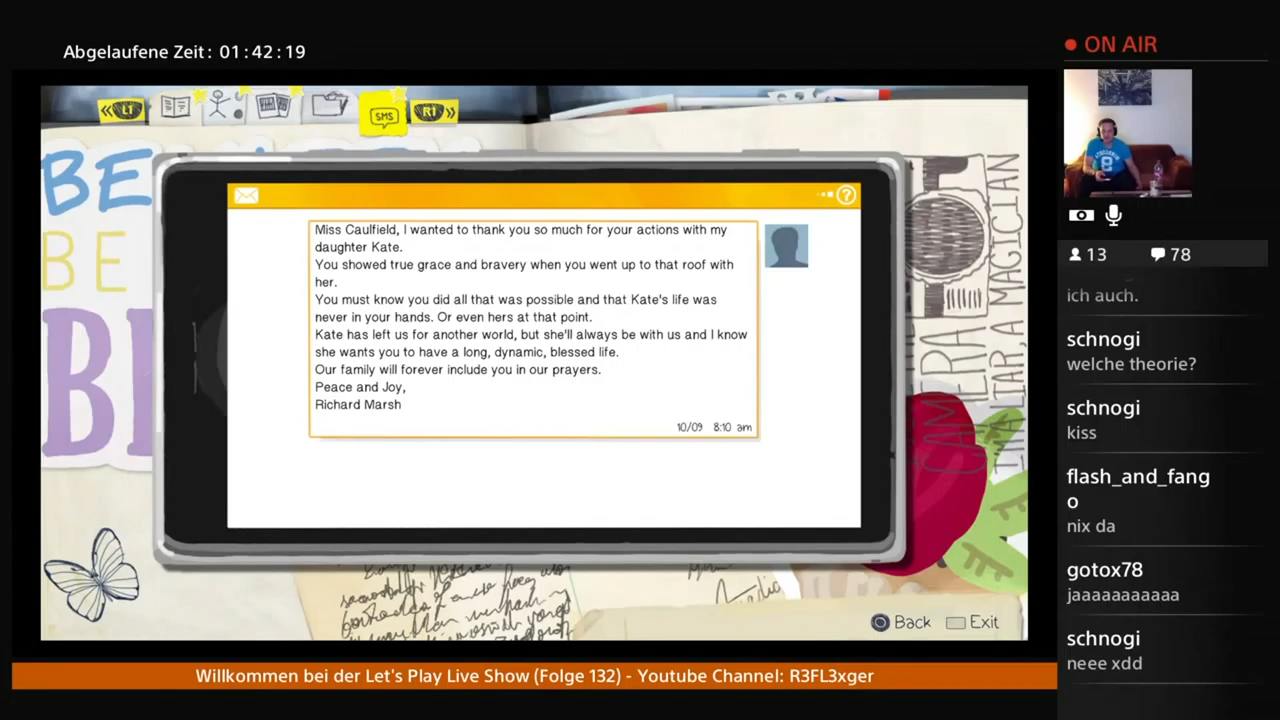 Abgelaufene Zeit: 01:42:19
ON AIR
L1
SMS
R1
BE
BE
B
?
Miss Caulfield, I wanted to thank you so much for your actions with my
daughter Kate.
You showed true grace and bravery when you went up to that roof with
her.
You must know you did all that was possible and that Kate's life was
never in your hands. Or even hers at that point.
Kate has left us for another world, but she'll always be with us and I know
she wants you to have a long, dynamic, blessed life.
Our family will forever include you in our prayers.
Peace and Joy,
Richard Marsh
10/09 8:10 am
CAMERA
LIAR, A MAGICIAN
Back
Exit
13
78
ich auch.
schnogi
welche theorie?
schnogi
kiss
flash_and_fang
o
nix da
gotox78
jaaaaaaaaaaa
schnogi
neee xdd
Willkommen bei der Let's Play Live Show (Folge 132) - Youtube Channel: R3FL3xger